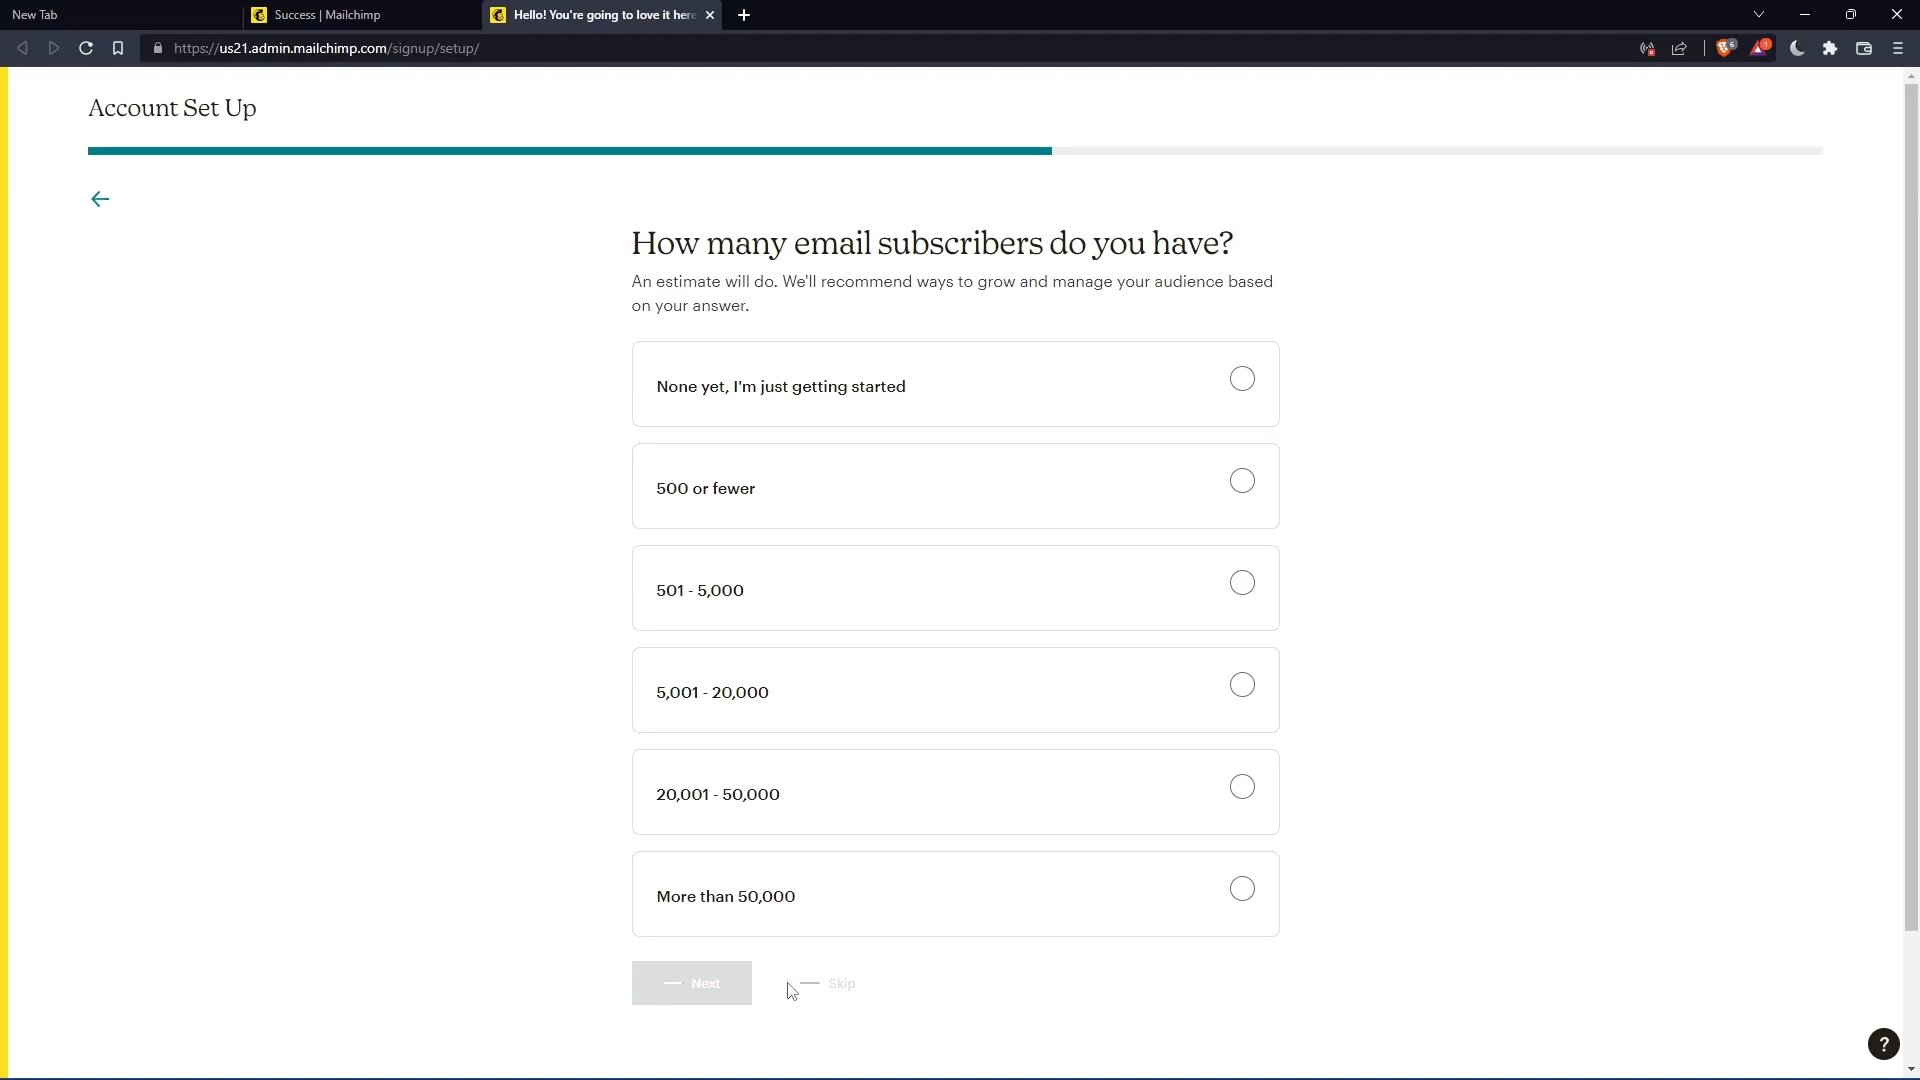 New Tab
Success | Mailchimp
Hello! You're going to love it here
https://us21.admin.mailchimp.com/signup/setup/
6
1
Account Set Up
How many email subscribers do you have?
An estimate will do. We'll recommend ways to grow and manage your audience based
on your answer.
None yet, I'm just getting started
500 or fewer
501 - 5,000
5,001 - 20,000
20,001 - 50,000
More than 50,000
Next
Skip
?